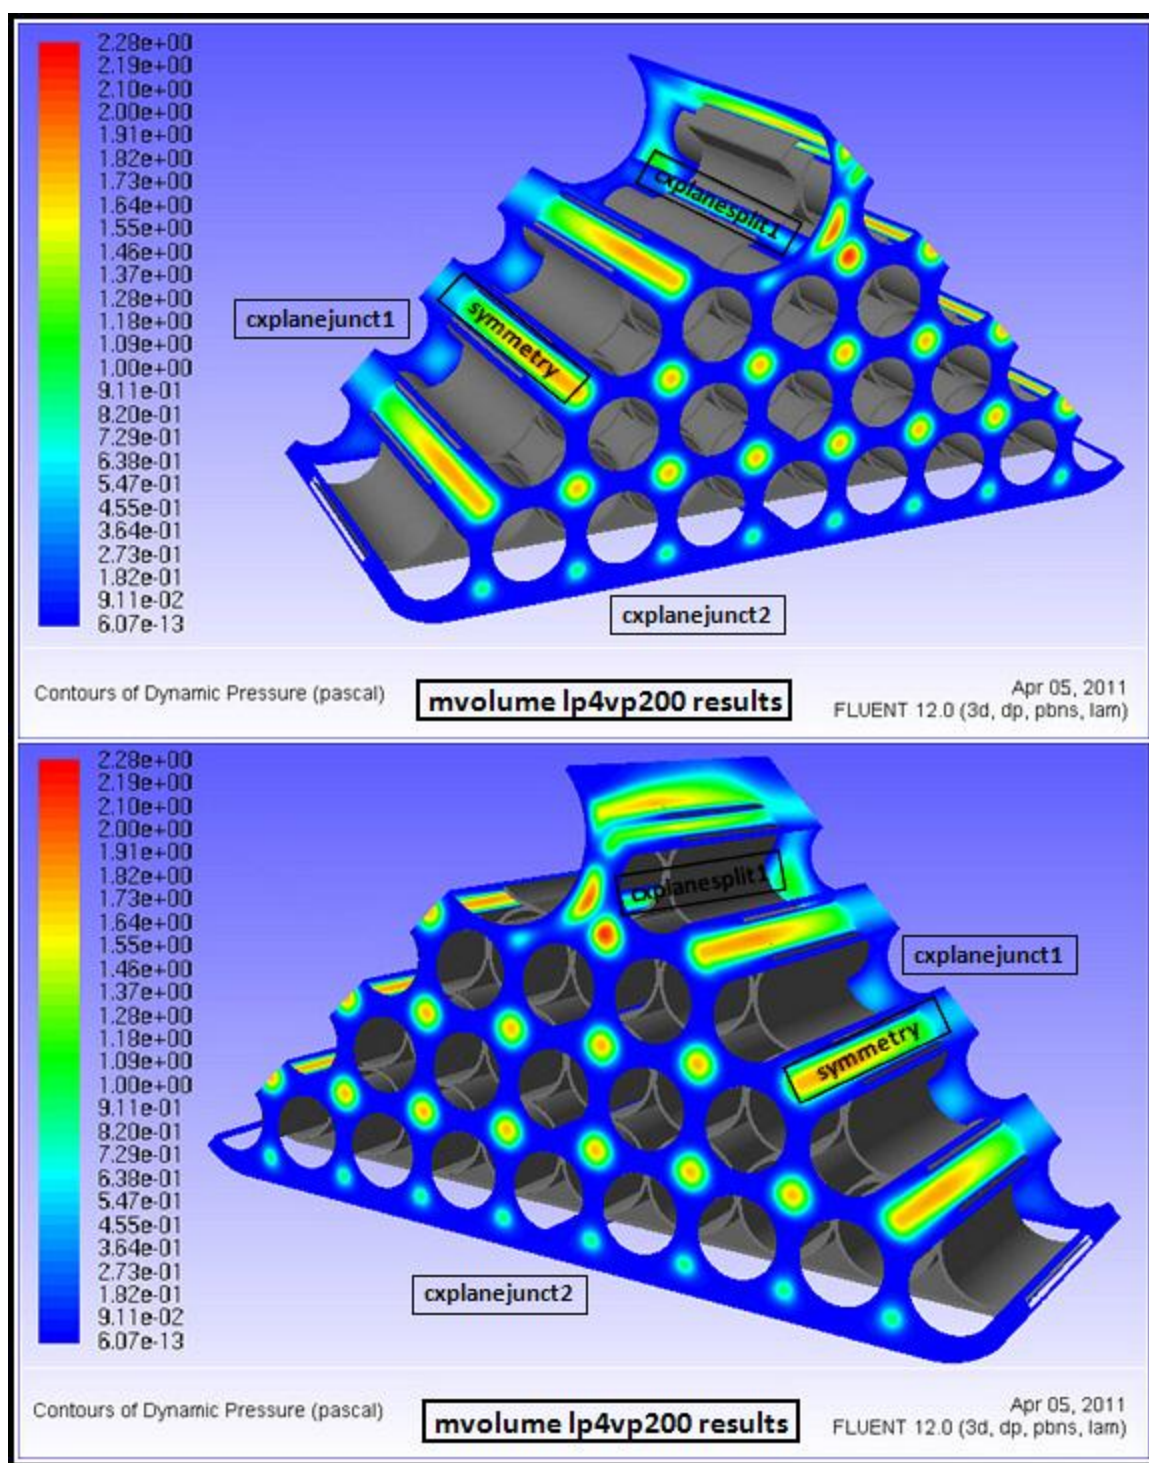 2.28e+00
2.19e+00
2.10e+00
2.00e+00
1.91e+00
1.82e+00
1.73e+00
1.64e+00
1.55e+00
1.46e+00
1.37e+00
1.28e+00
1.18e+00
1.09e+00
1.00e+00
9.11e-01
8.20e-01
7.29e-01
6.38e-01
5.47e-01
4.55e-01
3.64e-01
2.73e-01
1.82e-01
9.11e-02
6.07e-13
cxplanesplit1
cxplanejunct1
symmetry
cxplanejunct2
Contours of Dynamic Pressure (pascal)
mvolume lp4vp200 results
Apr 05, 2011
FLUENT 12.0 (3d, dp, pbns, lam)
2.28e+00
2.19e+00
2.10e+00
2.00e+00
1.91e+00
1.82e+00
1.73e+00
1.64e+00
1.55e+00
1.46e+00
1.37e+00
1.28e+00
1.18e+00
1.09e+00
1.00e+00
9.11e-01
8.20e-01
7.29e-01
6.38e-01
5.47e-01
4.55e-01
3.64e-01
2.73e-01
1.82e-01
9.11e-02
6.07e-13
cxplanesplit1
cxplanejunct1
symmetry
cxplanejunct2
Contours of Dynamic Pressure (pascal)
mvolume lp4vp200 results
Apr 05, 2011
FLUENT 12.0 (3d, dp, pbns, lam)